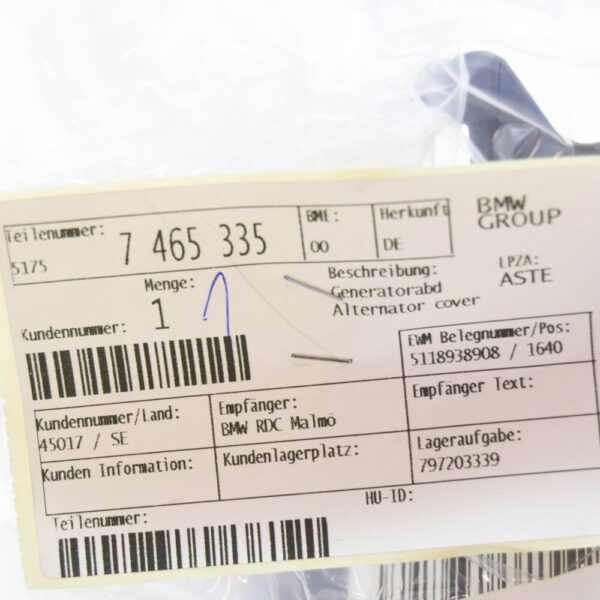 Teilenummer:
5175 7 465 335
BME:
00
Herkunft
DE
BMW
GROUP
Menge:
1 1
Beschreibung:
Generatorabd
Alternator cover
LPZA:
ASTE
Kundennummer:
EWM Belegnummer/Pos:
5118938908 / 1640
Kundennummer/Land:
45017 / SE
Empfänger:
BMW RDC Malmö
Empfänger Text:
Kunden Information:
Kundenlagerplatz:
Lageraufgabe:
797203339
HU-ID:
Teilenummer: